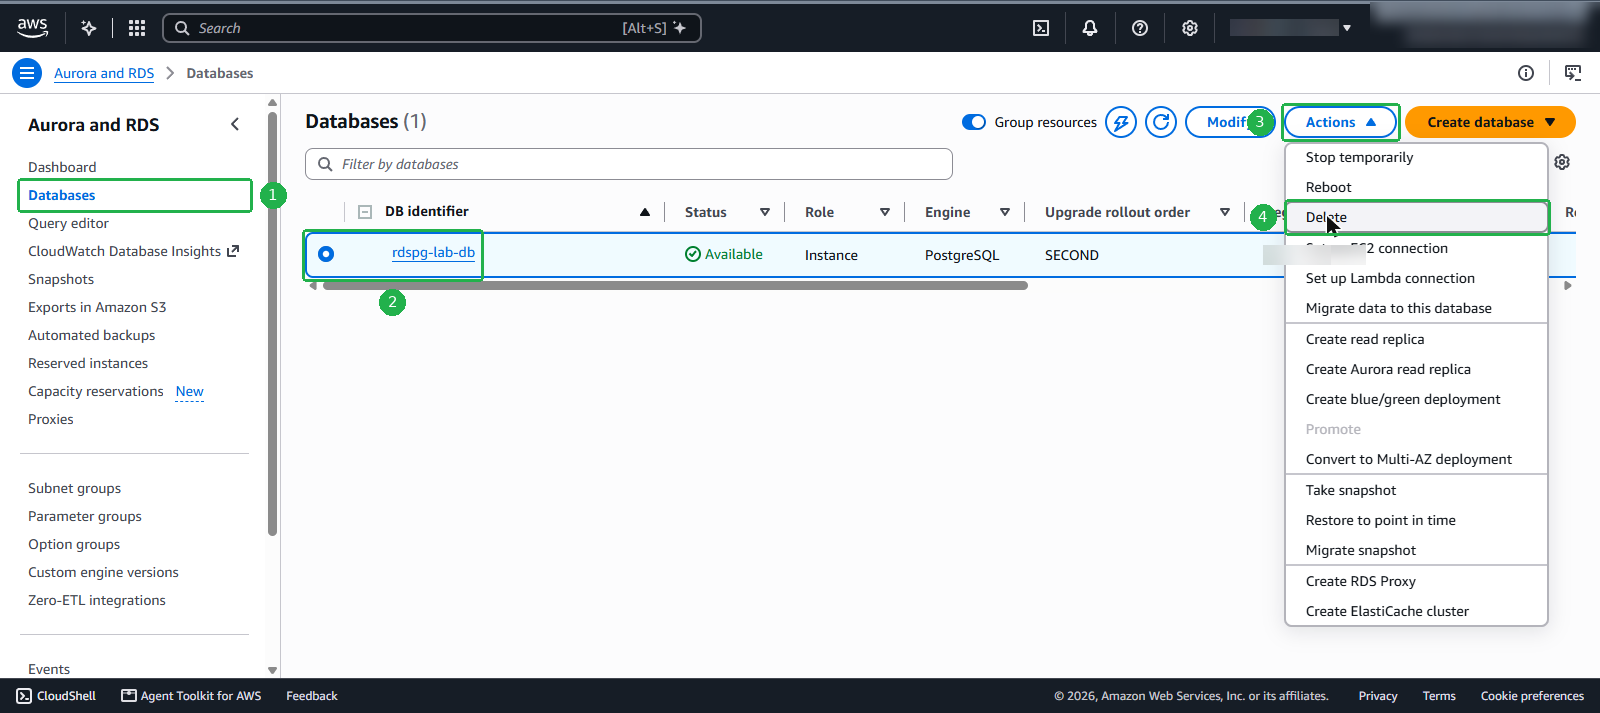 aws
Search
[Alt+S]
Aurora and RDS
Databases
Aurora and RDS
Dashboard
Databases
1
Query editor
CloudWatch Database Insights
Snapshots
Exports in Amazon S3
Automated backups
Reserved instances
Capacity reservations New
Proxies
Subnet groups
Parameter groups
Option groups
Custom engine versions
Zero-ETL integrations
Events
Databases (1)
Group resources
3
Actions
Create database
Filter by databases
DB identifier
Status
Role
Engine
Upgrade rollout order
rdspg-lab-db
Available
Instance
PostgreSQL
SECOND
2
Stop temporarily
Reboot
4
Delete
EC2 connection
Set up Lambda connection
Migrate data to this database
Create read replica
Create Aurora read replica
Create blue/green deployment
Promote
Convert to Multi-AZ deployment
Take snapshot
Restore to point in time
Migrate snapshot
Create RDS Proxy
Create ElastiCache cluster
CloudShell
Agent Toolkit for AWS
Feedback
© 2026, Amazon Web Services, Inc. or its affiliates.
Privacy
Terms
Cookie preferences